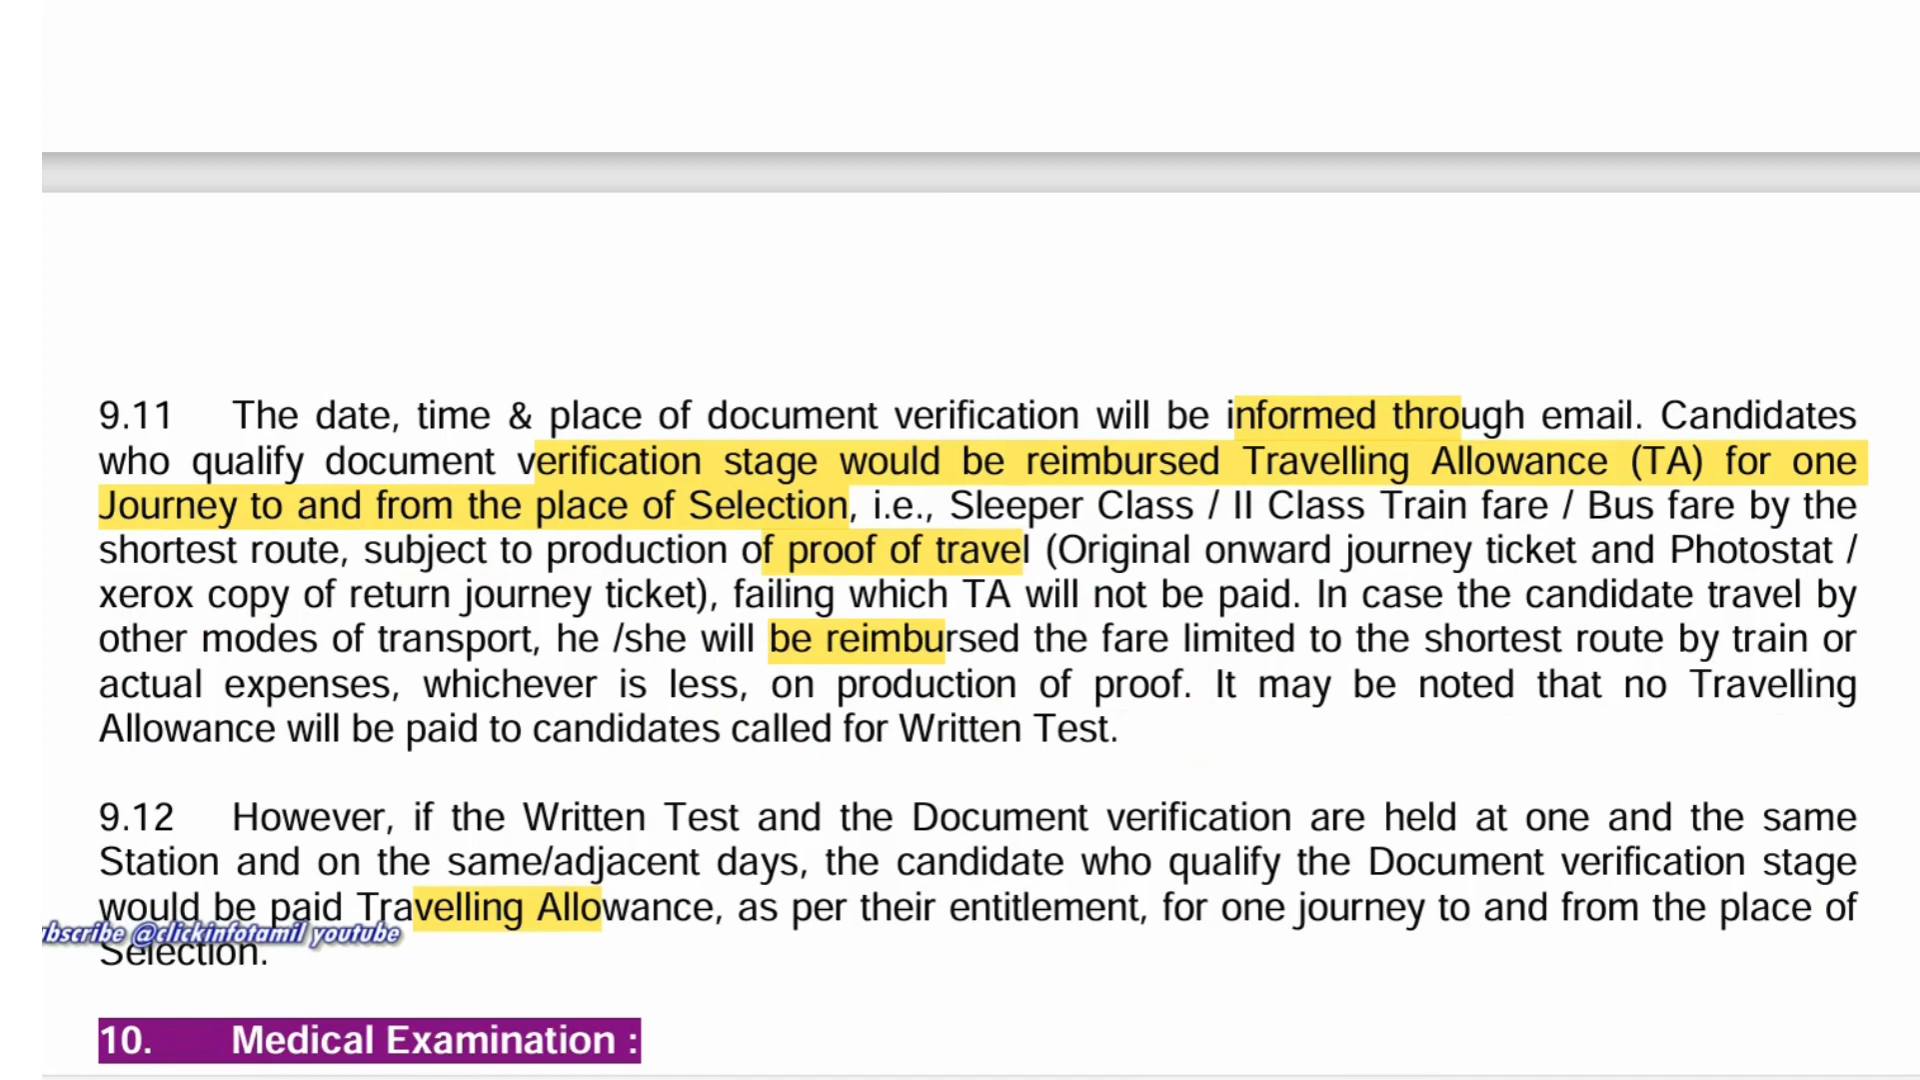 9.11 The date, time & place of document verification will be informed through email. Candidates
who qualify document verification stage would be reimbursed Travelling Allowance (TA) for one
Journey to and from the place of Selection, i.e., Sleeper Class / II Class Train fare / Bus fare by the
shortest route, subject to production of proof of travel (Original onward journey ticket and Photostat /
xerox copy of return journey ticket), failing which TA will not be paid. In case the candidate travel by
other modes of transport, he /she will be reimbursed the fare limited to the shortest route by train or
actual expenses, whichever is less, on production of proof. It may be noted that no Travelling
Allowance will be paid to candidates called for Written Test.
9.12 However, if the Written Test and the Document verification are held at one and the same
Station and on the same/adjacent days, the candidate who qualify the Document verification stage
would be paid Travelling Allowance, as per their entitlement, for one journey to and from the place of
bscribe @clickinfotamil youtube
Selection.
10. Medical Examination :